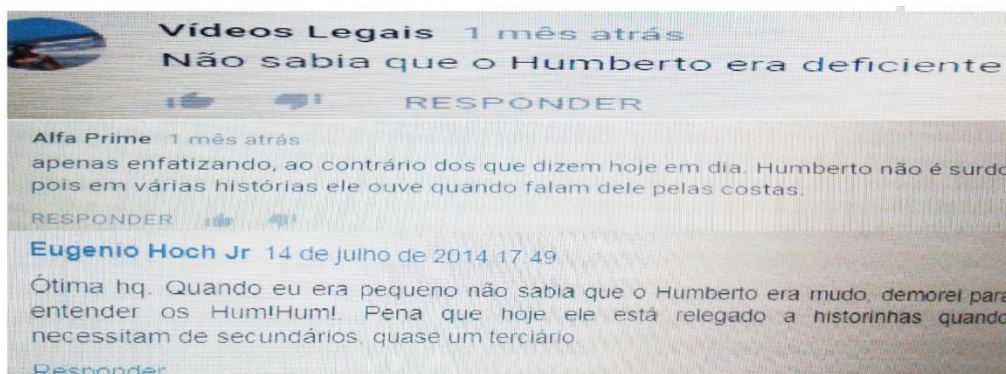 Vídeos Legais 1 mês atrás
Não sabia que o Humberto era deficiente
RESPONDER
Alfa Prime 1 mês atrás
apenas enfatizando, ao contrário dos que dizem hoje em dia. Humberto não é surdo
pois em várias histórias ele ouve quando falam dele pelas costas.
RESPONDER
Eugenio Hoch Jr 14 de julho de 2014 17:49
Ótima hq. Quando eu era pequeno não sabia que o Humberto era mudo, demorei para
entender os Hum!Hum!. Pena que hoje ele está relegado a historinhas quando
necessitam de secundários, quase um terciário.
Responder